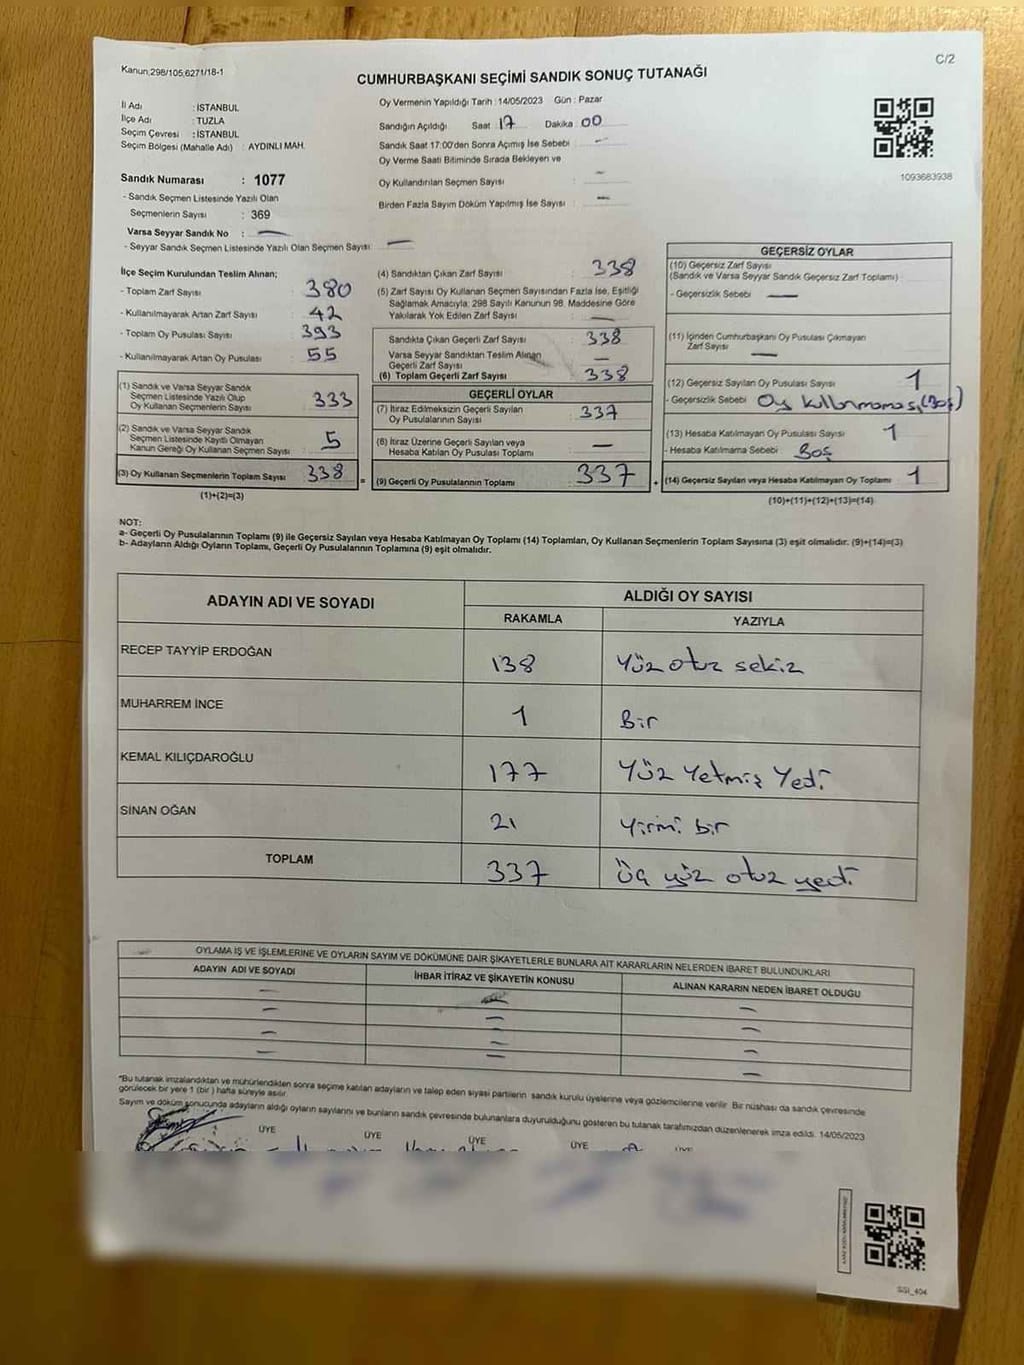 Kanun;298/105;6271/18-1
C/2
CUMHURBAŞKANI SEÇİMİ SANDIK SONUÇ TUTANAĞI
İl Adı : İSTANBUL
İlçe Adı : TUZLA
Seçim Çevresi : İSTANBUL
Seçim Bölgesi (Mahalle Adı) : AYDINLI MAH.
Oy Vermenin Yapıldığı Tarih : 14/05/2023 Gün : Pazar
Sandığın Açıldığı Saat : 17 Dakika : 00
Sandık Saat 17:00'den Sonra Açımış İse Sebebi : —
Oy Verme Saati Bitiminde Sırada Bekleyen ve
Oy Kullandırılan Seçmen Sayısı : —
Birden Fazla Sayım Döküm Yapılmış İse Sayısı : —
1093683938
Sandık Numarası : 1077
- Sandık Seçmen Listesinde Yazılı Olan
Seçmenlerin Sayısı : 369
Varsa Seyyar Sandık No : —
- Seyyar Sandık Seçmen Listesinde Yazılı Olan Seçmen Sayısı: —
İlçe Seçim Kurulundan Teslim Alınan;
- Toplam Zarf Sayısı : 380
- Kullanılmayarak Artan Zarf Sayısı : 42
- Toplam Oy Pusulası Sayısı : 393
- Kullanılmayarak Artan Oy Pusulası : 55
(1) Sandık ve Varsa Seyyar Sandık
Seçmen Listesinde Yazılı Olup
Oy Kullanan Seçmenlerin Sayısı : 333
(2) Sandık ve Varsa Seyyar Sandık
Seçmen Listesinde Kayıtlı Olmayan
Kanun Gereği Oy Kullanan Seçmen Sayısı : 5
(3) Oy Kullanan Seçmenlerin Toplam Sayısı : 338
(1)+(2)=(3)
(4) Sandıktan Çıkan Zarf Sayısı : 338
(5) Zarf Sayısı Oy Kullanan Seçmen Sayısından Fazla İse, Eşitliği
Sağlamak Amacıyla; 298 Sayılı Kanunun 98. Maddesine Göre
Yakılarak Yok Edilen Zarf Sayısı : —
Sandıkta Çıkan Geçerli Zarf Sayısı : 338
Varsa Seyyar Sandıktan Teslim Alınan
Geçerli Zarf Sayısı : —
(6) Toplam Geçerli Zarf Sayısı : 338
GEÇERLİ OYLAR
(7) İtiraz Edilmeksizin Geçerli Sayılan
Oy Pusulalarının Sayısı : 337
(8) İtiraz Üzerine Geçerli Sayılan veya
Hesaba Katılan Oy Pusulası Toplamı : —
= (9) Geçerli Oy Pusulalarının Toplamı : 337 +
GEÇERSİZ OYLAR
(10) Geçersiz Zarf Sayısı
(Sandık ve Varsa Seyyar Sandık Geçersiz Zarf Toplamı) :
- Geçersizlik Sebebi : —
(11) İçinden Cumhurbaşkanı Oy Pusulası Çıkmayan
Zarf Sayısı : —
(12) Geçersiz Sayılan Oy Pusulası Sayısı : 1
- Geçersizlik Sebebi : Oy kullanmamas,(Boş)
(13) Hesaba Katılmayan Oy Pusulası Sayısı : 1
- Hesaba Katılmama Sebebi : Boş
(14) Geçersiz Sayılan veya Hesaba Katılmayan Oy Toplamı : 1
(10)+(11)+(12)+(13)=(14)
NOT:
a- Geçerli Oy Pusulalarının Toplamı (9) ile Geçersiz Sayılan veya Hesaba Katılmayan Oy Toplamı (14) Toplamları, Oy Kullanan Seçmenlerin Toplam Sayısına (3) eşit olmalıdır. (9)+(14)=(3)
b- Adayların Aldığı Oyların Toplamı, Geçerli Oy Pusulalarının Toplamına (9) eşit olmalıdır.
ADAYIN ADI VE SOYADI
ALDIĞI OY SAYISI
RAKAMLA YAZIYLA
RECEP TAYYİP ERDOĞAN 138 Yüz otuz sekiz
MUHARREM İNCE 1 Bir
KEMAL KILIÇDAROĞLU 177 Yüz Yetmiş Yedi
SİNAN OĞAN 21 Yirmi bir
TOPLAM 337 Üç yüz otuz yedi
OYLAMA İŞ VE İŞLEMLERİNE VE OYLARIN SAYIM VE DÖKÜMÜNE DAİR ŞİKAYETLERLE BUNLARA AİT KARARLARIN NELERDEN İBARET BULUNDUKLARI
ADAYIN ADI VE SOYADI İHBAR İTİRAZ VE ŞİKAYETİN KONUSU ALINAN KARARIN NEDEN İBARET OLDUĞU
*Bu tutanak imzalandıktan ve mühürlendikten sonra seçime katılan adayların ve talep eden siyasi partilerin sandık kurulu üyelerine veya gözlemcilerine verilir. Bir nüshası da sandık çevresinde
görülecek bir yere 1 (bir) hafta süreyle asılır.
Sayım ve döküm sonucunda adayların aldığı oyların sayılarını ve bunların sandık çevresinde bulunanlara duyurulduğunu gösteren bu tutanak tarafımızdan düzenlenerek imza edildi. 14/05/2023
ÜYE ÜYE ÜYE ÜYE ÜYE
SSI_404